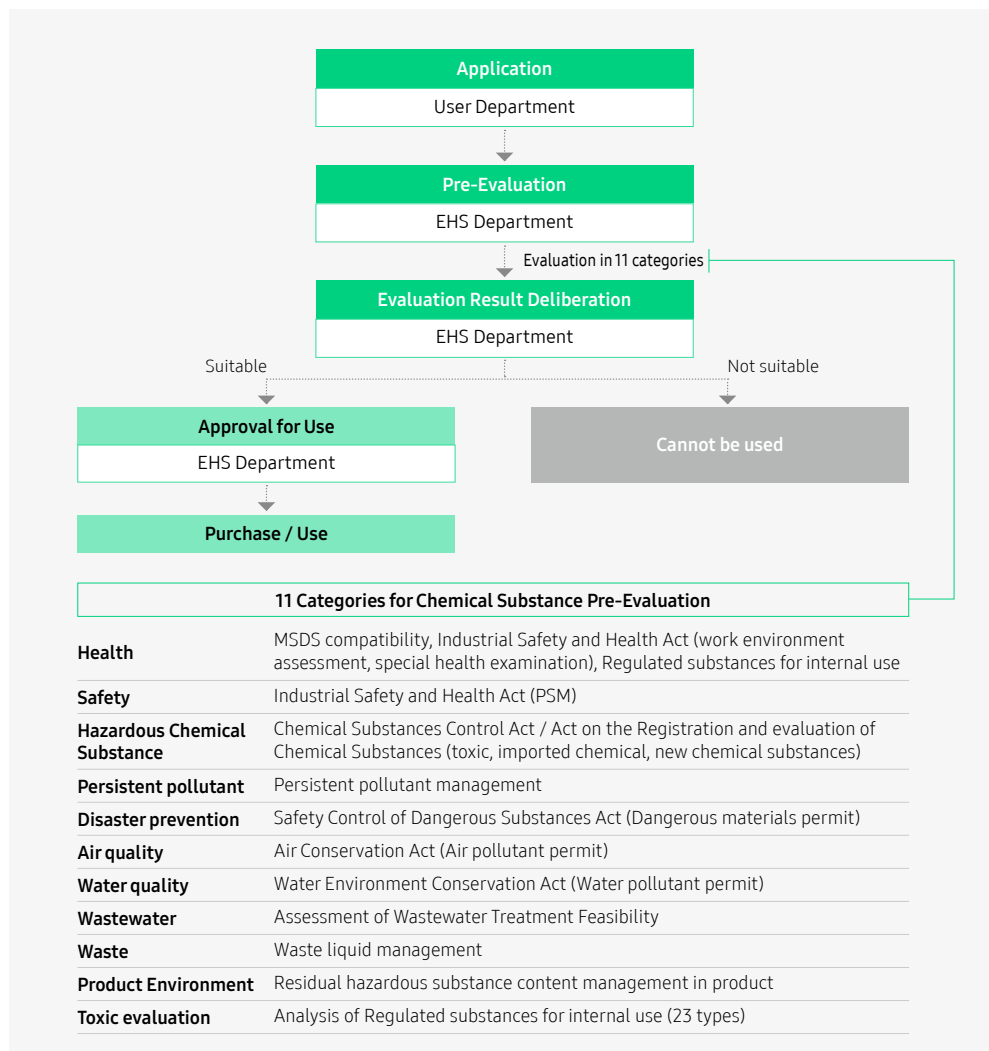 Application
User Department
Pre-Evaluation
EHS Department
Evaluation in 11 categories
Evaluation Result Deliberation
EHS Department
Suitable
Not suitable
Approval for Use
EHS Department
Cannot be used
Purchase / Use
11 Categories for Chemical Substance Pre-Evaluation
Health
MSDS compatibility, Industrial Safety and Health Act (work environment
assessment, special health examination), Regulated substances for internal use
Safety
Industrial Safety and Health Act (PSM)
Hazardous Chemical
Substance
Chemical Substances Control Act / Act on the Registration and evaluation of
Chemical Substances (toxic, imported chemical, new chemical substances)
Persistent pollutant
Persistent pollutant management
Disaster prevention
Safety Control of Dangerous Substances Act (Dangerous materials permit)
Air quality
Air Conservation Act (Air pollutant permit)
Water quality
Water Environment Conservation Act (Water pollutant permit)
Wastewater
Assessment of Wastewater Treatment Feasibility
Waste
Waste liquid management
Product Environment
Residual hazardous substance content management in product
Toxic evaluation
Analysis of Regulated substances for internal use (23 types)